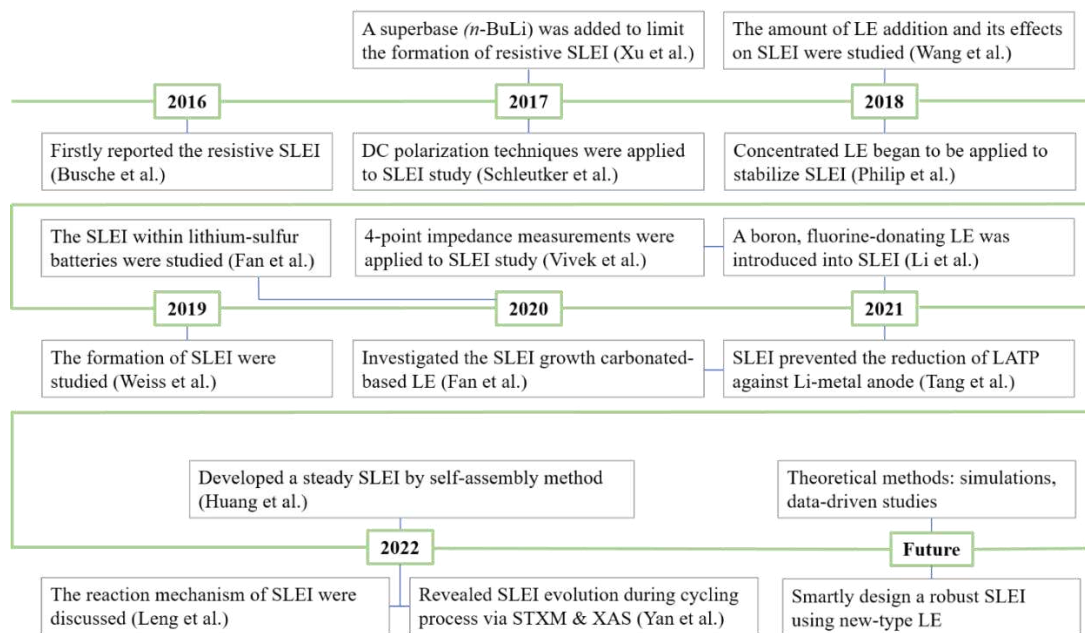 A superbase (n-BuLi) was added to limit
the formation of resistive SLEI (Xu et al.)
The amount of LE addition and its effects
on SLEI were studied (Wang et al.)
2016
2017
2018
Firstly reported the resistive SLEI
(Busche et al.)
DC polarization techniques were applied
to SLEI study (Schleutker et al.)
Concentrated LE began to be applied to
stabilize SLEI (Philip et al.)
The SLEI within lithium-sulfur
batteries were studied (Fan et al.)
4-point impedance measurements were
applied to SLEI study (Vivek et al.)
A boron, fluorine-donating LE was
introduced into SLEI (Li et al.)
2019
2020
2021
The formation of SLEI were
studied (Weiss et al.)
Investigated the SLEI growth carbonated-
based LE (Fan et al.)
SLEI prevented the reduction of LATP
against Li-metal anode (Tang et al.)
Developed a steady SLEI by self-assembly method
(Huang et al.)
Theoretical methods: simulations,
data-driven studies
2022
Future
The reaction mechanism of SLEI were
discussed (Leng et al.)
Revealed SLEI evolution during cycling
process via STXM & XAS (Yan et al.)
Smartly design a robust SLEI
using new-type LE